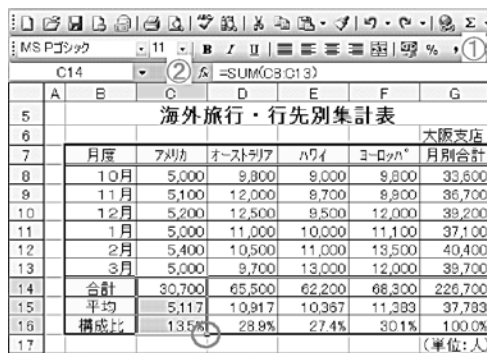 MS Pゴシック 11 B I U % , ①
C14 ② fx =SUM(C8:C13)
A B C D E F G
5 海外旅行・行先別集計表
6 大阪支店
7 月度 アメリカ オーストラリア ハワイ ヨーロッパ 月別合計
8 10月 5,000 9,800 9,000 9,800 33,600
9 11月 5,100 12,000 9,700 9,900 36,700
10 12月 5,200 12,500 9,500 12,000 39,200
11 1月 5,000 11,000 10,000 11,100 37,100
12 2月 5,400 10,500 11,000 13,500 40,400
13 3月 5,000 9,700 13,000 12,000 39,700
14 合計 30,700 65,500 62,200 68,300 226,700
15 平均 5,117 10,917 10,367 11,383 37,783
16 構成比 13.5% 28.9% 27.4% 30.1% 100.0%
17 (単位:人)